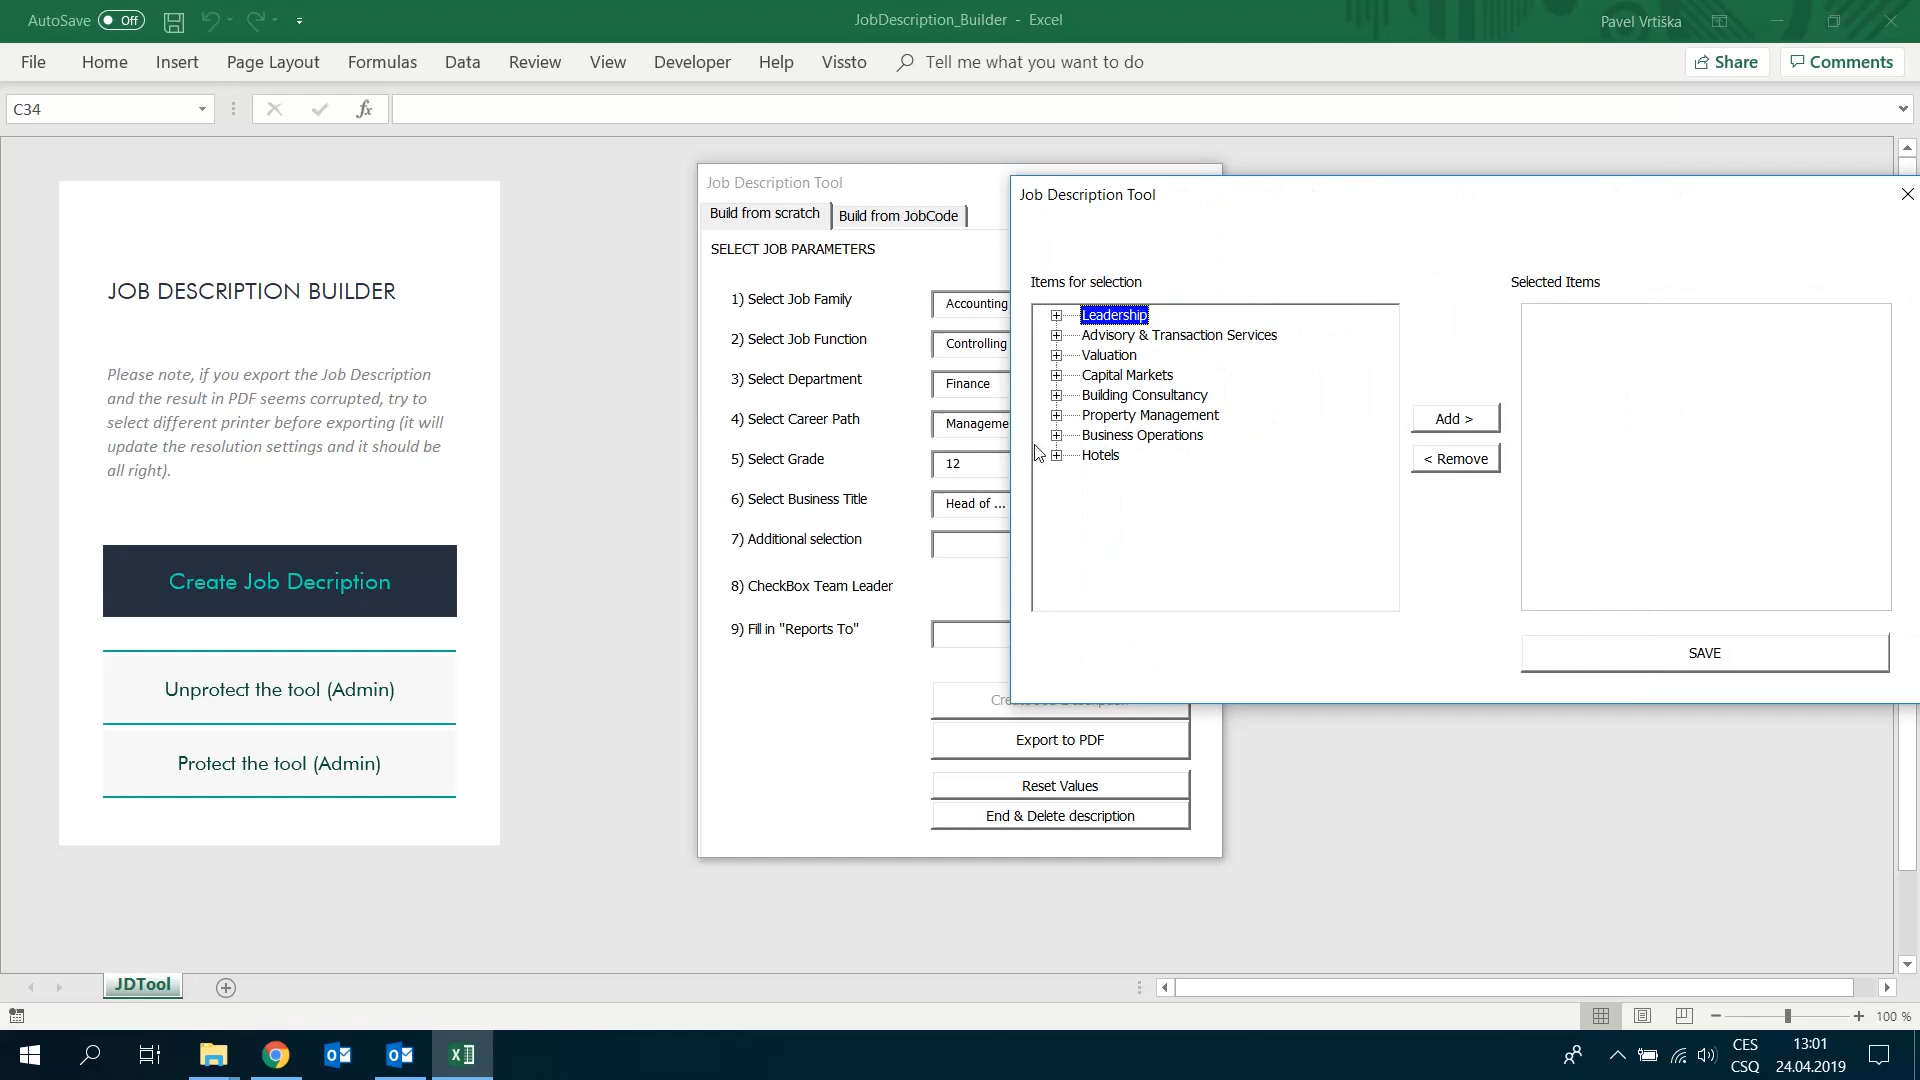 AutoSave Off
JobDescription_Builder - Excel
Pavel Vrtiška
File Home Insert Page Layout Formulas Data Review View Developer Help Vissto Tell me what you want to do
Share Comments
C34
fx
JOB DESCRIPTION BUILDER
Please note, if you export the Job Description
and the result in PDF seems corrupted, try to
select different printer before exporting (it will
update the resolution settings and it should be
all right).
Create Job Decription
Unprotect the tool (Admin)
Protect the tool (Admin)
Job Description Tool
Build from scratch Build from JobCode
SELECT JOB PARAMETERS
1) Select Job Family Accounting
2) Select Job Function Controlling
3) Select Department Finance
4) Select Career Path Manageme
5) Select Grade 12
6) Select Business Title Head of ...
7) Additional selection
8) CheckBox Team Leader
9) Fill in "Reports To"
Export to PDF
Reset Values
End & Delete description
Job Description Tool
Items for selection
Leadership
Advisory & Transaction Services
Valuation
Capital Markets
Building Consultancy
Property Management
Business Operations
Hotels
Add >
< Remove
Selected Items
SAVE
JDTool
100 %
CES
CSQ
13:01
24.04.2019